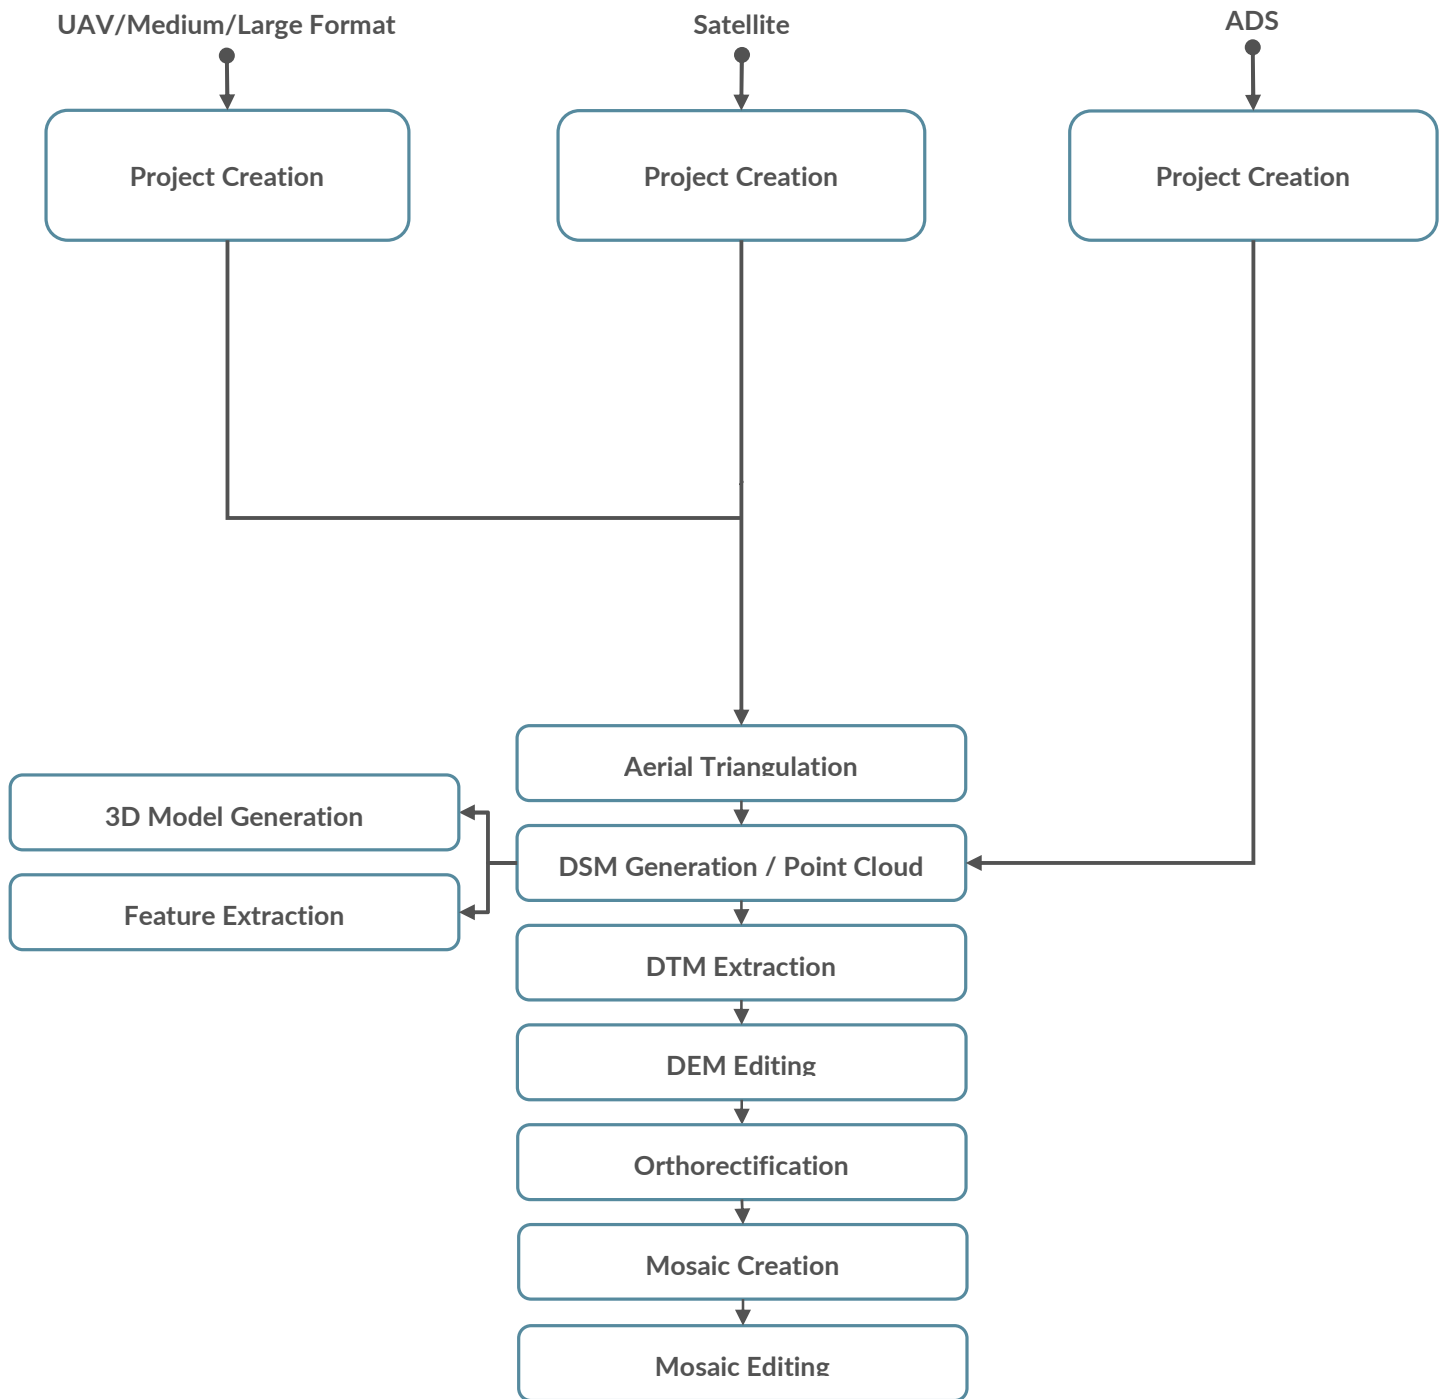 UAV/Medium/Large Format
Satellite
ADS
Project Creation
Project Creation
Project Creation
Aerial Triangulation
3D Model Generation
DSM Generation / Point Cloud
Feature Extraction
DTM Extraction
DEM Editing
Orthorectification
Mosaic Creation
Mosaic Editing